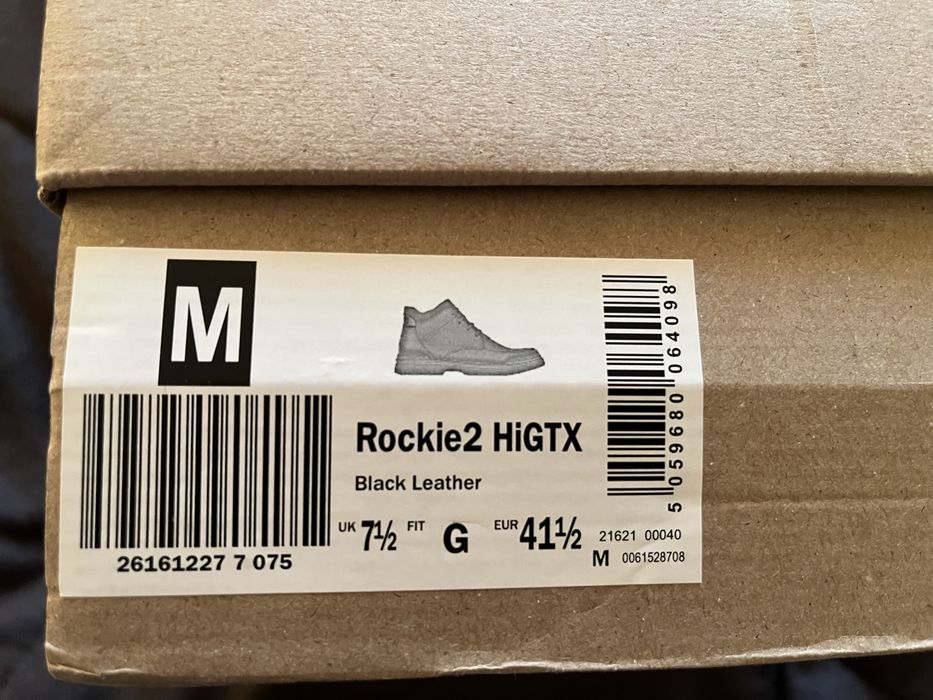 M
26161227 7 075
Rockie2 HiGTX
Black Leather
UK 7½ FIT G EUR 41½
5 059680 064098
21621 00040
M 0061528708